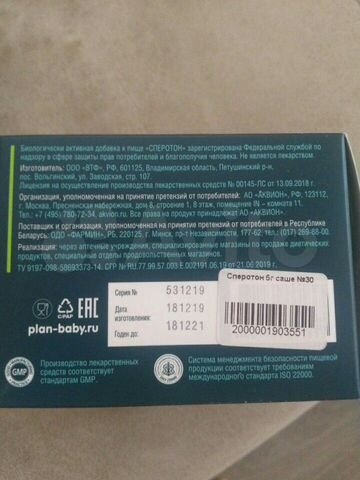 Биологически активная добавка к пище «СПЕРОТОН» зарегистрирована Федеральной службой по
надзору в сфере защиты прав потребителей и благополучия человека. Не является лекарством.
Изготовитель: ООО «ВТФ», РФ, 601125, Владимирская область, Петушинский р-н,
пос. Вольгинский, ул. Заводская, стр. 107.
Лицензия на осуществление производства лекарственных средств № 00145-ЛС от 13.09.2018 г.
Организация, уполномоченная на принятие претензий от потребителей: АО «АКВИОН», РФ, 123112,
г. Москва, Пресненская набережная, дом 8, строение 1, 8 этаж, помещение IN – комната 11.
Тел.: +7 (495) 780-72-34, akvion.ru. Все права на продукт принадлежат АО «АКВИОН».
Поставщик и организация, уполномоченная на принятие претензий от потребителей в Республике
Беларусь: ОДО «ФАРМИН», РБ, 220125, г. Минск, пр-т Независимости, 177-62, тел.: (017) 269-68-00.
Реализация: через аптечные учреждения, специализированные магазины по продаже диетических
продуктов, специальные отделы продовольственных магазинов.
ТУ 9197-098-58693373-14. СГР № RU.77.99.57.003.Е.002191.06.19 от 21.06.2019 г.
EAC
C/PAP
plan-baby.ru
Серия № 531219
Дата изготовления: 181219
Годен до: 181221
Сперотон 5г саше №30
2000001903551
GMP
Производство лекарственных
средств соответствует
стандартам GMP.
Система менеджмента безопасности пищевой
продукции соответствует требованиям
международного стандарта ISO 22000.